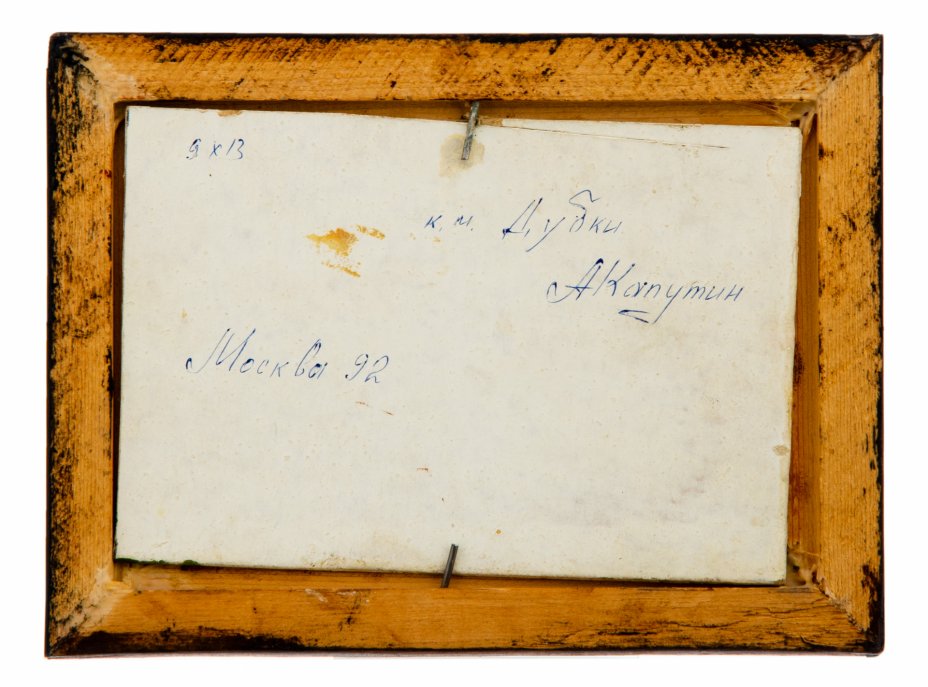 9 x 13
к.м. Дубки
АКапутин
Москва 92